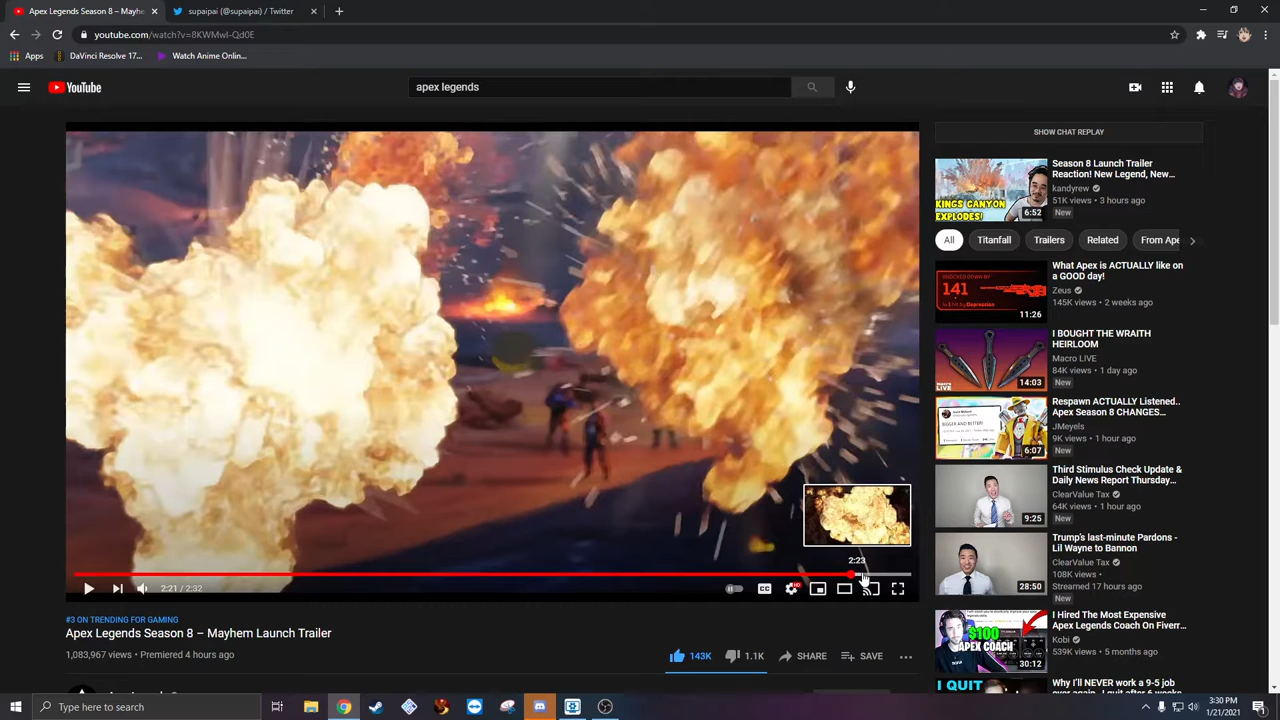 Apex Legends Season 8 – Mayhe
supapai (@supaipai) / Twitter
youtube.com/watch?v=8KWMwI-Qd0E
Apps
DaVinci Resolve 17...
Watch Anime Onlin...
YouTube
apex legends
SHOW CHAT REPLAY
KINGS CANYON
EXPLODES!
6:52
Season 8 Launch Trailer
Reaction! New Legend, New...
kandyrew
51K views • 3 hours ago
New
All
Titanfall
Trailers
Related
From Ape
141
11:26
What Apex is ACTUALLY like on
a GOOD day!
Zeus
145K views • 2 weeks ago
macro
LIVE
14:03
I BOUGHT THE WRAITH
HEIRLOOM
Macro LIVE
84K views • 1 day ago
New
BIGGER AND BETTER!
6:07
Respawn ACTUALLY Listened..
Apex Season 8 CHANGES...
JMeyels
9K views • 1 hour ago
New
9:25
Third Stimulus Check Update &
Daily News Report Thursday...
ClearValue Tax
64K views • 1 hour ago
New
28:50
Trump's last-minute Pardons -
Lil Wayne to Bannon
ClearValue Tax
108K views •
Streamed 17 hours ago
New
$100
APEX COACH
30:12
I Hired The Most Expensive
Apex Legends Coach On Fiverr...
Kobi
539K views • 5 months ago
I QUIT
Why I'll NEVER work a 9-5 job
2:23
2:21 / 2:32
CC
HD
#3 ON TRENDING FOR GAMING
Apex Legends Season 8 – Mayhem Launch Trailer
1,083,967 views • Premiered 4 hours ago
143K
1.1K
SHARE
SAVE
Type here to search
3:30 PM
1/21/2021